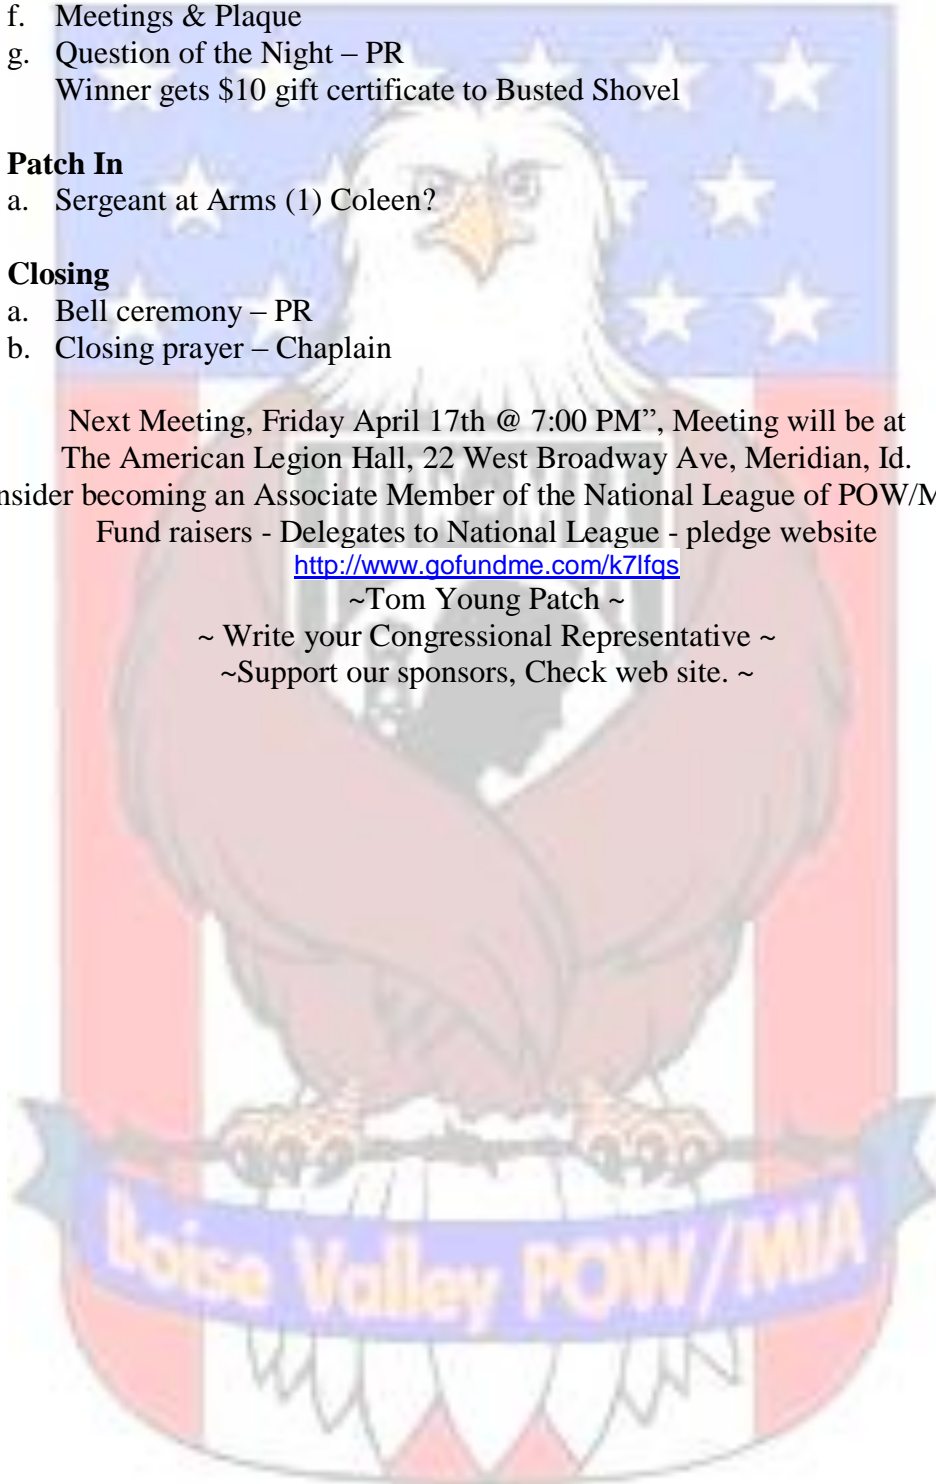 f. Meetings & Plaque
g. Question of the Night – PR
Winner gets $10 gift certificate to Busted Shovel
Patch In
a. Sergeant at Arms (1) Coleen?
Closing
a. Bell ceremony – PR
b. Closing prayer – Chaplain
Next Meeting, Friday April 17th @ 7:00 PM”, Meeting will be at
The American Legion Hall, 22 West Broadway Ave, Meridian, Id.
nsider becoming an Associate Member of the National League of POW/M
Fund raisers - Delegates to National League - pledge website
http://www.gofundme.com/k7lfqs
~Tom Young Patch ~
~ Write your Congressional Representative ~
~Support our sponsors, Check web site. ~
Boise Valley POW/MIA